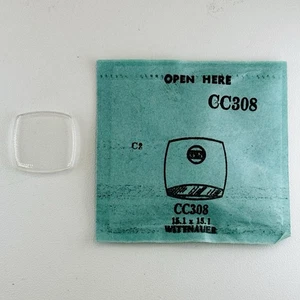 OPEN HERE
CC308
C2
CC308
15.1 x 15.1
WITTNAUER